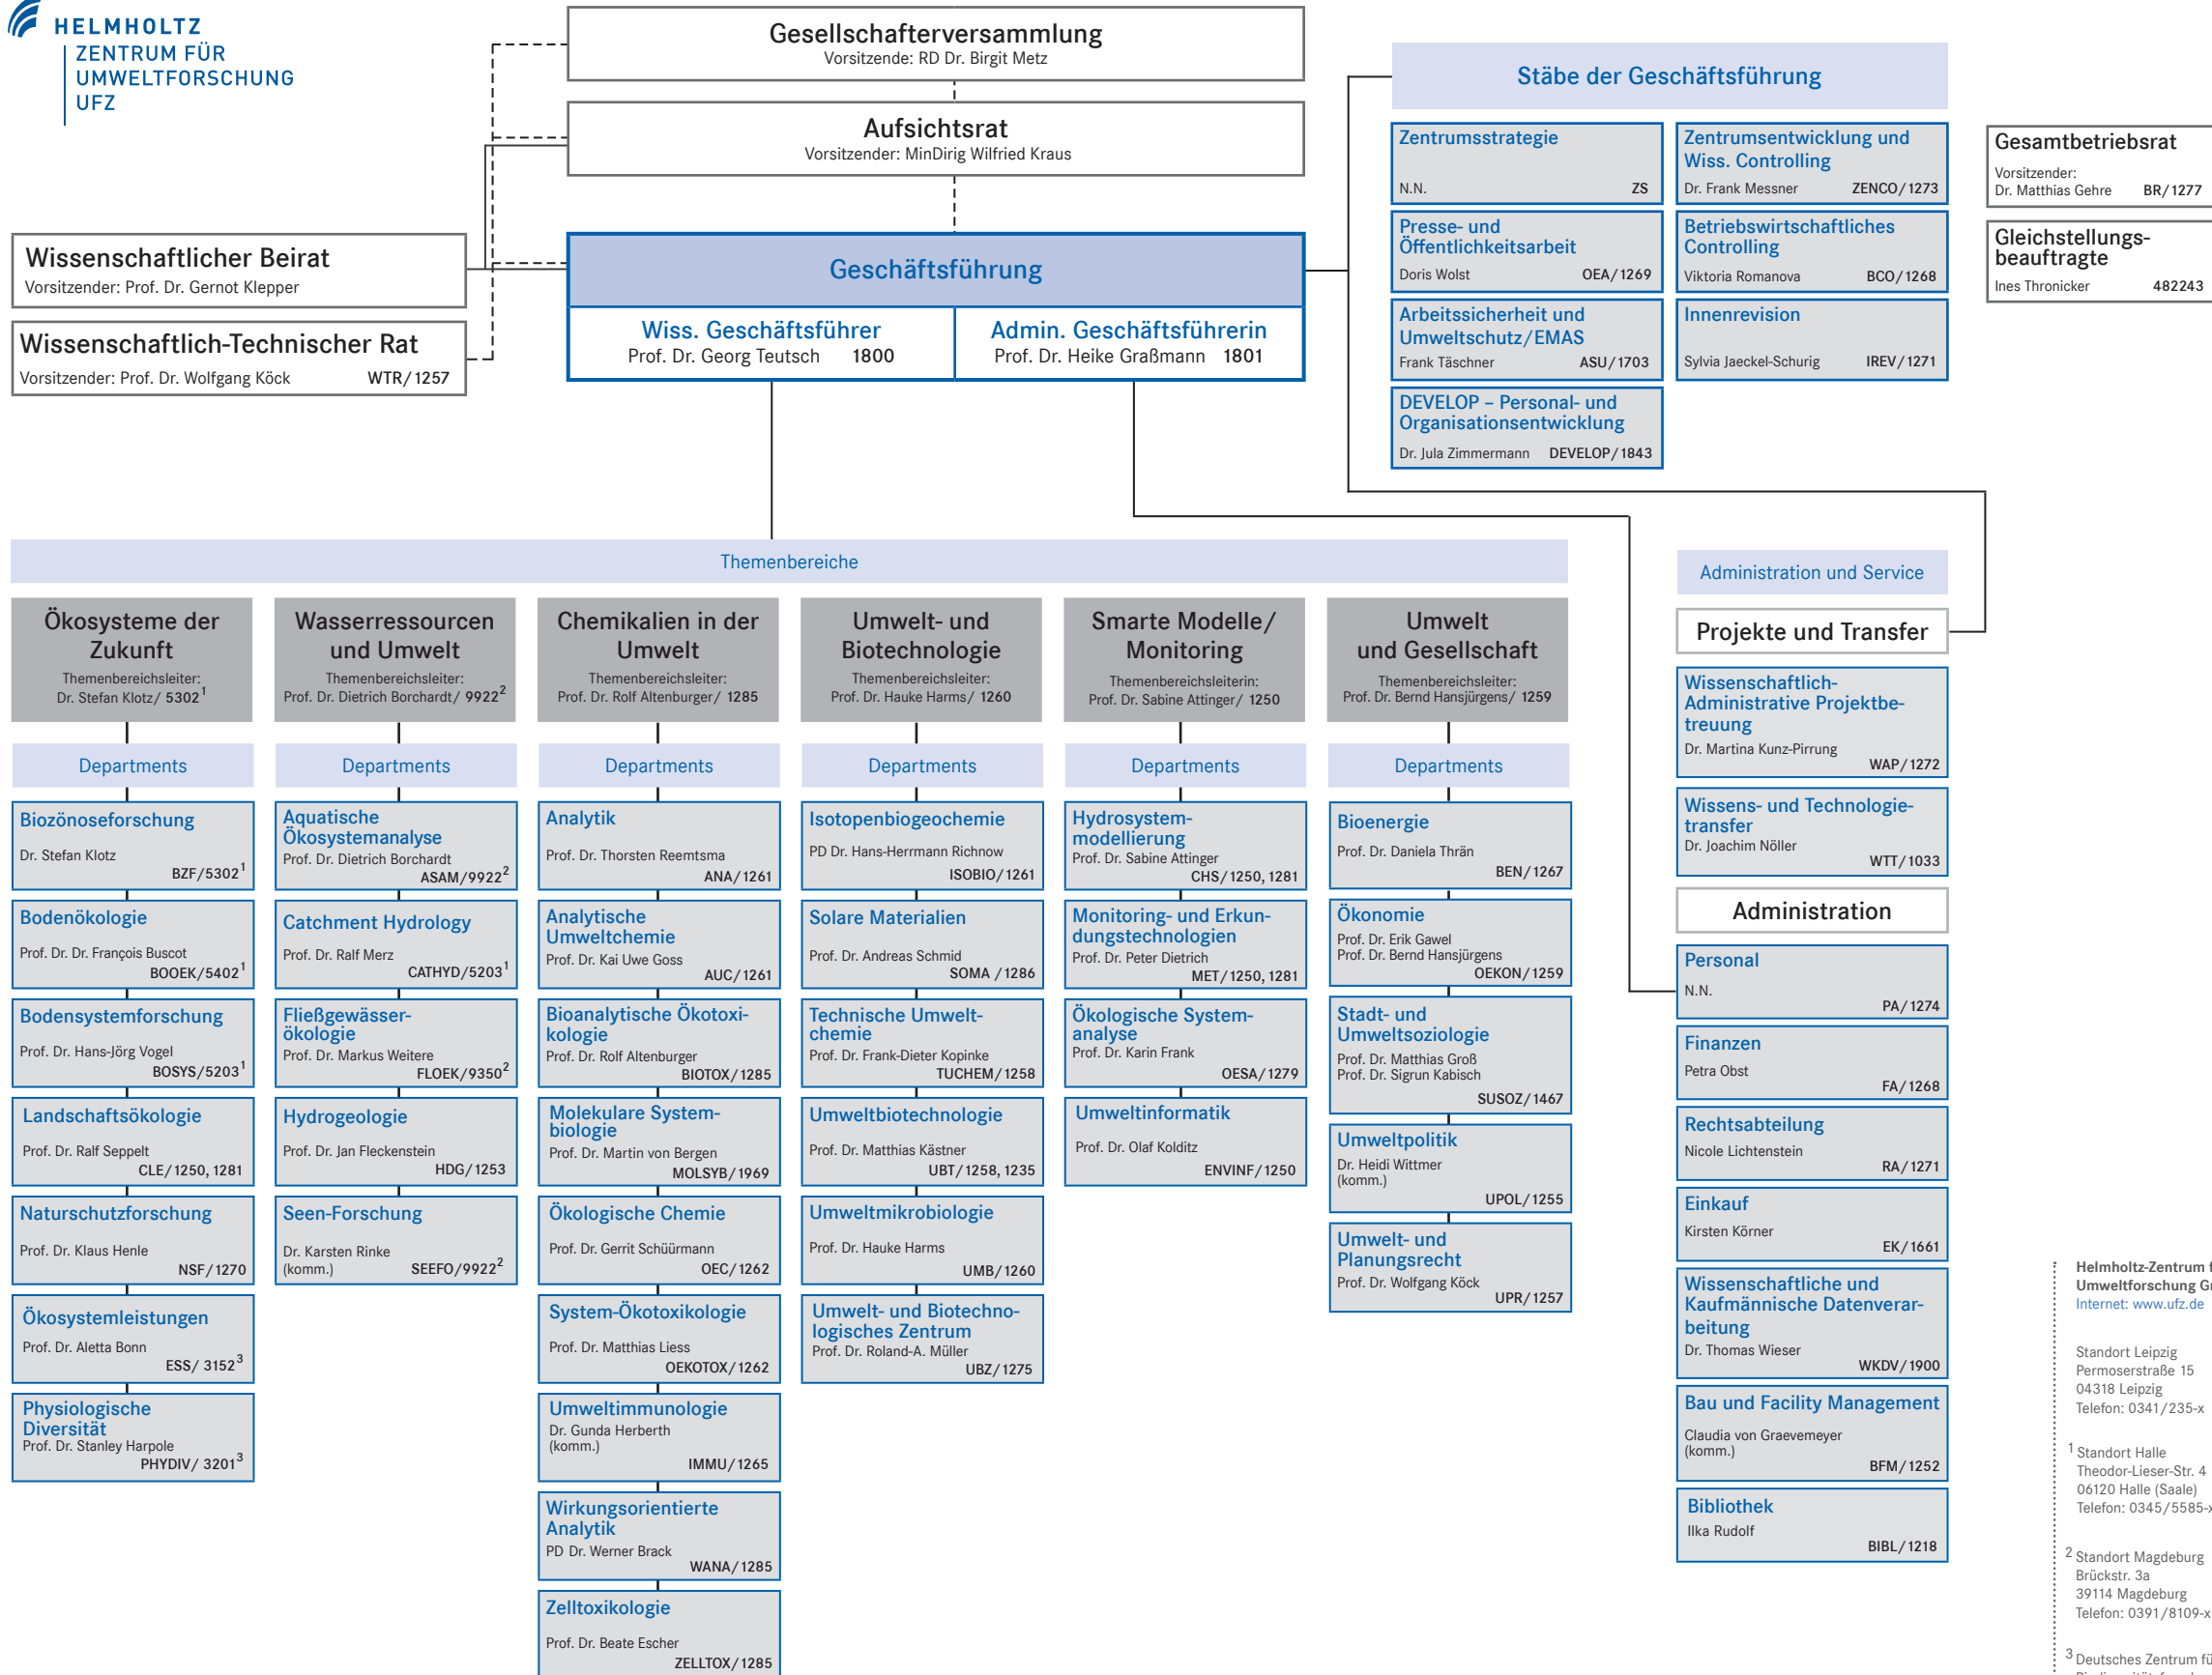 HELMHOLTZ
ZENTRUM FÜR
UMWELTFORSCHUNG
UFZ
Gesellschafterversammlung
Vorsitzende: RD Dr. Birgit Metz
Aufsichtsrat
Vorsitzender: MinDirig Wilfried Kraus
Wissenschaftlicher Beirat
Vorsitzender: Prof. Dr. Gernot Klepper
Wissenschaftlich-Technischer Rat
Vorsitzender: Prof. Dr. Wolfgang Köck WTR/1257
Geschäftsführung
Wiss. Geschäftsführer
Prof. Dr. Georg Teutsch 1800
Admin. Geschäftsführerin
Prof. Dr. Heike Graßmann 1801
Stäbe der Geschäftsführung
Zentrumsstrategie
N.N. ZS
Zentrumsentwicklung und
Wiss. Controlling
Dr. Frank Messner ZENCO/1273
Presse- und
Öffentlichkeitsarbeit
Doris Wolst OEA/1269
Betriebswirtschaftliches
Controlling
Viktoria Romanova BCO/1268
Arbeitssicherheit und
Umweltschutz/EMAS
Frank Täschner ASU/1703
Innenrevision
Sylvia Jaeckel-Schurig IREV/1271
DEVELOP – Personal- und
Organisationsentwicklung
Dr. Jula Zimmermann DEVELOP/1843
Gesamtbetriebsrat
Vorsitzender:
Dr. Matthias Gehre BR/1277
Gleichstellungs-
beauftragte
Ines Thronicker 482243
Themenbereiche
Ökosysteme der
Zukunft
Themenbereichsleiter:
Dr. Stefan Klotz/ 5302¹
Departments
Biozönoseforschung
Dr. Stefan Klotz
BZF/5302¹
Bodenökologie
Prof. Dr. Dr. François Buscot
BOOEK/5402¹
Bodensystemforschung
Prof. Dr. Hans-Jörg Vogel
BOSYS/5203¹
Landschaftsökologie
Prof. Dr. Ralf Seppelt
CLE/1250, 1281
Naturschutzforschung
Prof. Dr. Klaus Henle
NSF/1270
Ökosystemleistungen
Prof. Dr. Aletta Bonn
ESS/ 3152³
Physiologische
Diversität
Prof. Dr. Stanley Harpole
PHYDIV/ 3201³
Wasserressourcen
und Umwelt
Themenbereichsleiter:
Prof. Dr. Dietrich Borchardt/ 9922²
Departments
Aquatische
Ökosystemanalyse
Prof. Dr. Dietrich Borchardt
ASAM/9922²
Catchment Hydrology
Prof. Dr. Ralf Merz
CATHYD/5203¹
Fließgewässer-
ökologie
Prof. Dr. Markus Weitere
FLOEK/9350²
Hydrogeologie
Prof. Dr. Jan Fleckenstein
HDG/1253
Seen-Forschung
Dr. Karsten Rinke
(komm.) SEEFO/9922²
Chemikalien in der
Umwelt
Themenbereichsleiter:
Prof. Dr. Rolf Altenburger/ 1285
Departments
Analytik
Prof. Dr. Thorsten Reemtsma
ANA/1261
Analytische
Umweltchemie
Prof. Dr. Kai Uwe Goss
AUC/1261
Bioanalytische Ökotoxi-
kologie
Prof. Dr. Rolf Altenburger
BIOTOX/1285
Molekulare System-
biologie
Prof. Dr. Martin von Bergen
MOLSYB/1969
Ökologische Chemie
Prof. Dr. Gerrit Schüürmann
OEC/1262
System-Ökotoxikologie
Prof. Dr. Matthias Liess
OEKOTOX/1262
Umweltimmunologie
Dr. Gunda Herberth
(komm.)
IMMU/1265
Wirkungsorientierte
Analytik
PD Dr. Werner Brack
WANA/1285
Zelltoxikologie
Prof. Dr. Beate Escher
ZELLTOX/1285
Umwelt- und
Biotechnologie
Themenbereichsleiter:
Prof. Dr. Hauke Harms/ 1260
Departments
Isotopenbiogeochemie
PD Dr. Hans-Herrmann Richnow
ISOBIO/1261
Solare Materialien
Prof. Dr. Andreas Schmid
SOMA /1286
Technische Umwelt-
chemie
Prof. Dr. Frank-Dieter Kopinke
TUCHEM/1258
Umweltbiotechnologie
Prof. Dr. Matthias Kästner
UBT/1258, 1235
Umweltmikrobiologie
Prof. Dr. Hauke Harms
UMB/1260
Umwelt- und Biotechno-
logisches Zentrum
Prof. Dr. Roland-A. Müller
UBZ/1275
Smarte Modelle/
Monitoring
Themenbereichsleiterin:
Prof. Dr. Sabine Attinger/ 1250
Departments
Hydrosystem-
modellierung
Prof. Dr. Sabine Attinger
CHS/1250, 1281
Monitoring- und Erkun-
dungstechnologien
Prof. Dr. Peter Dietrich
MET/1250, 1281
Ökologische System-
analyse
Prof. Dr. Karin Frank
OESA/1279
Umweltinformatik
Prof. Dr. Olaf Kolditz
ENVINF/1250
Umwelt
und Gesellschaft
Themenbereichsleiter:
Prof. Dr. Bernd Hansjürgens/ 1259
Departments
Bioenergie
Prof. Dr. Daniela Thrän
BEN/1267
Ökonomie
Prof. Dr. Erik Gawel
Prof. Dr. Bernd Hansjürgens
OEKON/1259
Stadt- und
Umweltsoziologie
Prof. Dr. Matthias Groß
Prof. Dr. Sigrun Kabisch
SUSOZ/1467
Umweltpolitik
Dr. Heidi Wittmer
(komm.)
UPOL/1255
Umwelt- und
Planungsrecht
Prof. Dr. Wolfgang Köck
UPR/1257
Administration und Service
Projekte und Transfer
Wissenschaftlich-
Administrative Projektbe-
treuung
Dr. Martina Kunz-Pirrung
WAP/1272
Wissens- und Technologie-
transfer
Dr. Joachim Nöller
WTT/1033
Administration
Personal
N.N.
PA/1274
Finanzen
Petra Obst
FA/1268
Rechtsabteilung
Nicole Lichtenstein
RA/1271
Einkauf
Kirsten Körner
EK/1661
Wissenschaftliche und
Kaufmännische Datenverar-
beitung
Dr. Thomas Wieser
WKDV/1900
Bau und Facility Management
Claudia von Graevemeyer
(komm.)
BFM/1252
Bibliothek
Ilka Rudolf
BIBL/1218
Helmholtz-Zentrum
Umweltforschung
Internet: www.ufz.de
Standort Leipzig
Permoserstraße 15
04318 Leipzig
Telefon: 0341/235-x
¹ Standort Halle
Theodor-Lieser-Str. 4
06120 Halle (Saale)
Telefon: 0345/5585-x
² Standort Magdeburg
Brückstr. 3a
39114 Magdeburg
Telefon: 0391/8109-x
³ Deutsches Zentrum